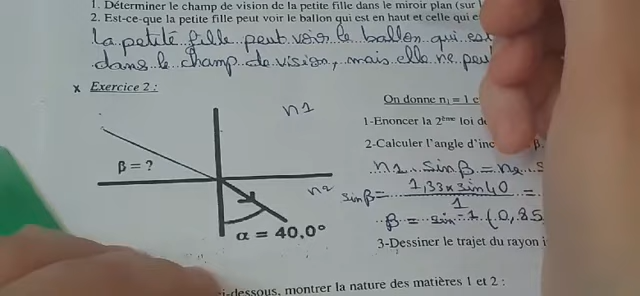 1. Déterminer le champ de vision de la petite fille dans le miroir plan (sur
2. Est-ce-que la petite fille peut voir le ballon qui est en haut et celle qui e
la petite fille peut voir le ballon qui est
dans le champ de vision, mais elle ne peu
x Exercice 2 :
n1
β = ?
n2
α = 40,0°
On donne n₁ = 1 e
1-Enoncer la 2ème loi de
2-Calculer l'angle d'inc β.
n1 sin β = n2 s
sin β = 1,33 x sin 40 =
1
β = sin-1 (0,85
3-Dessiner le trajet du rayon i
i-dessous, montrer la nature des matières 1 et 2 :